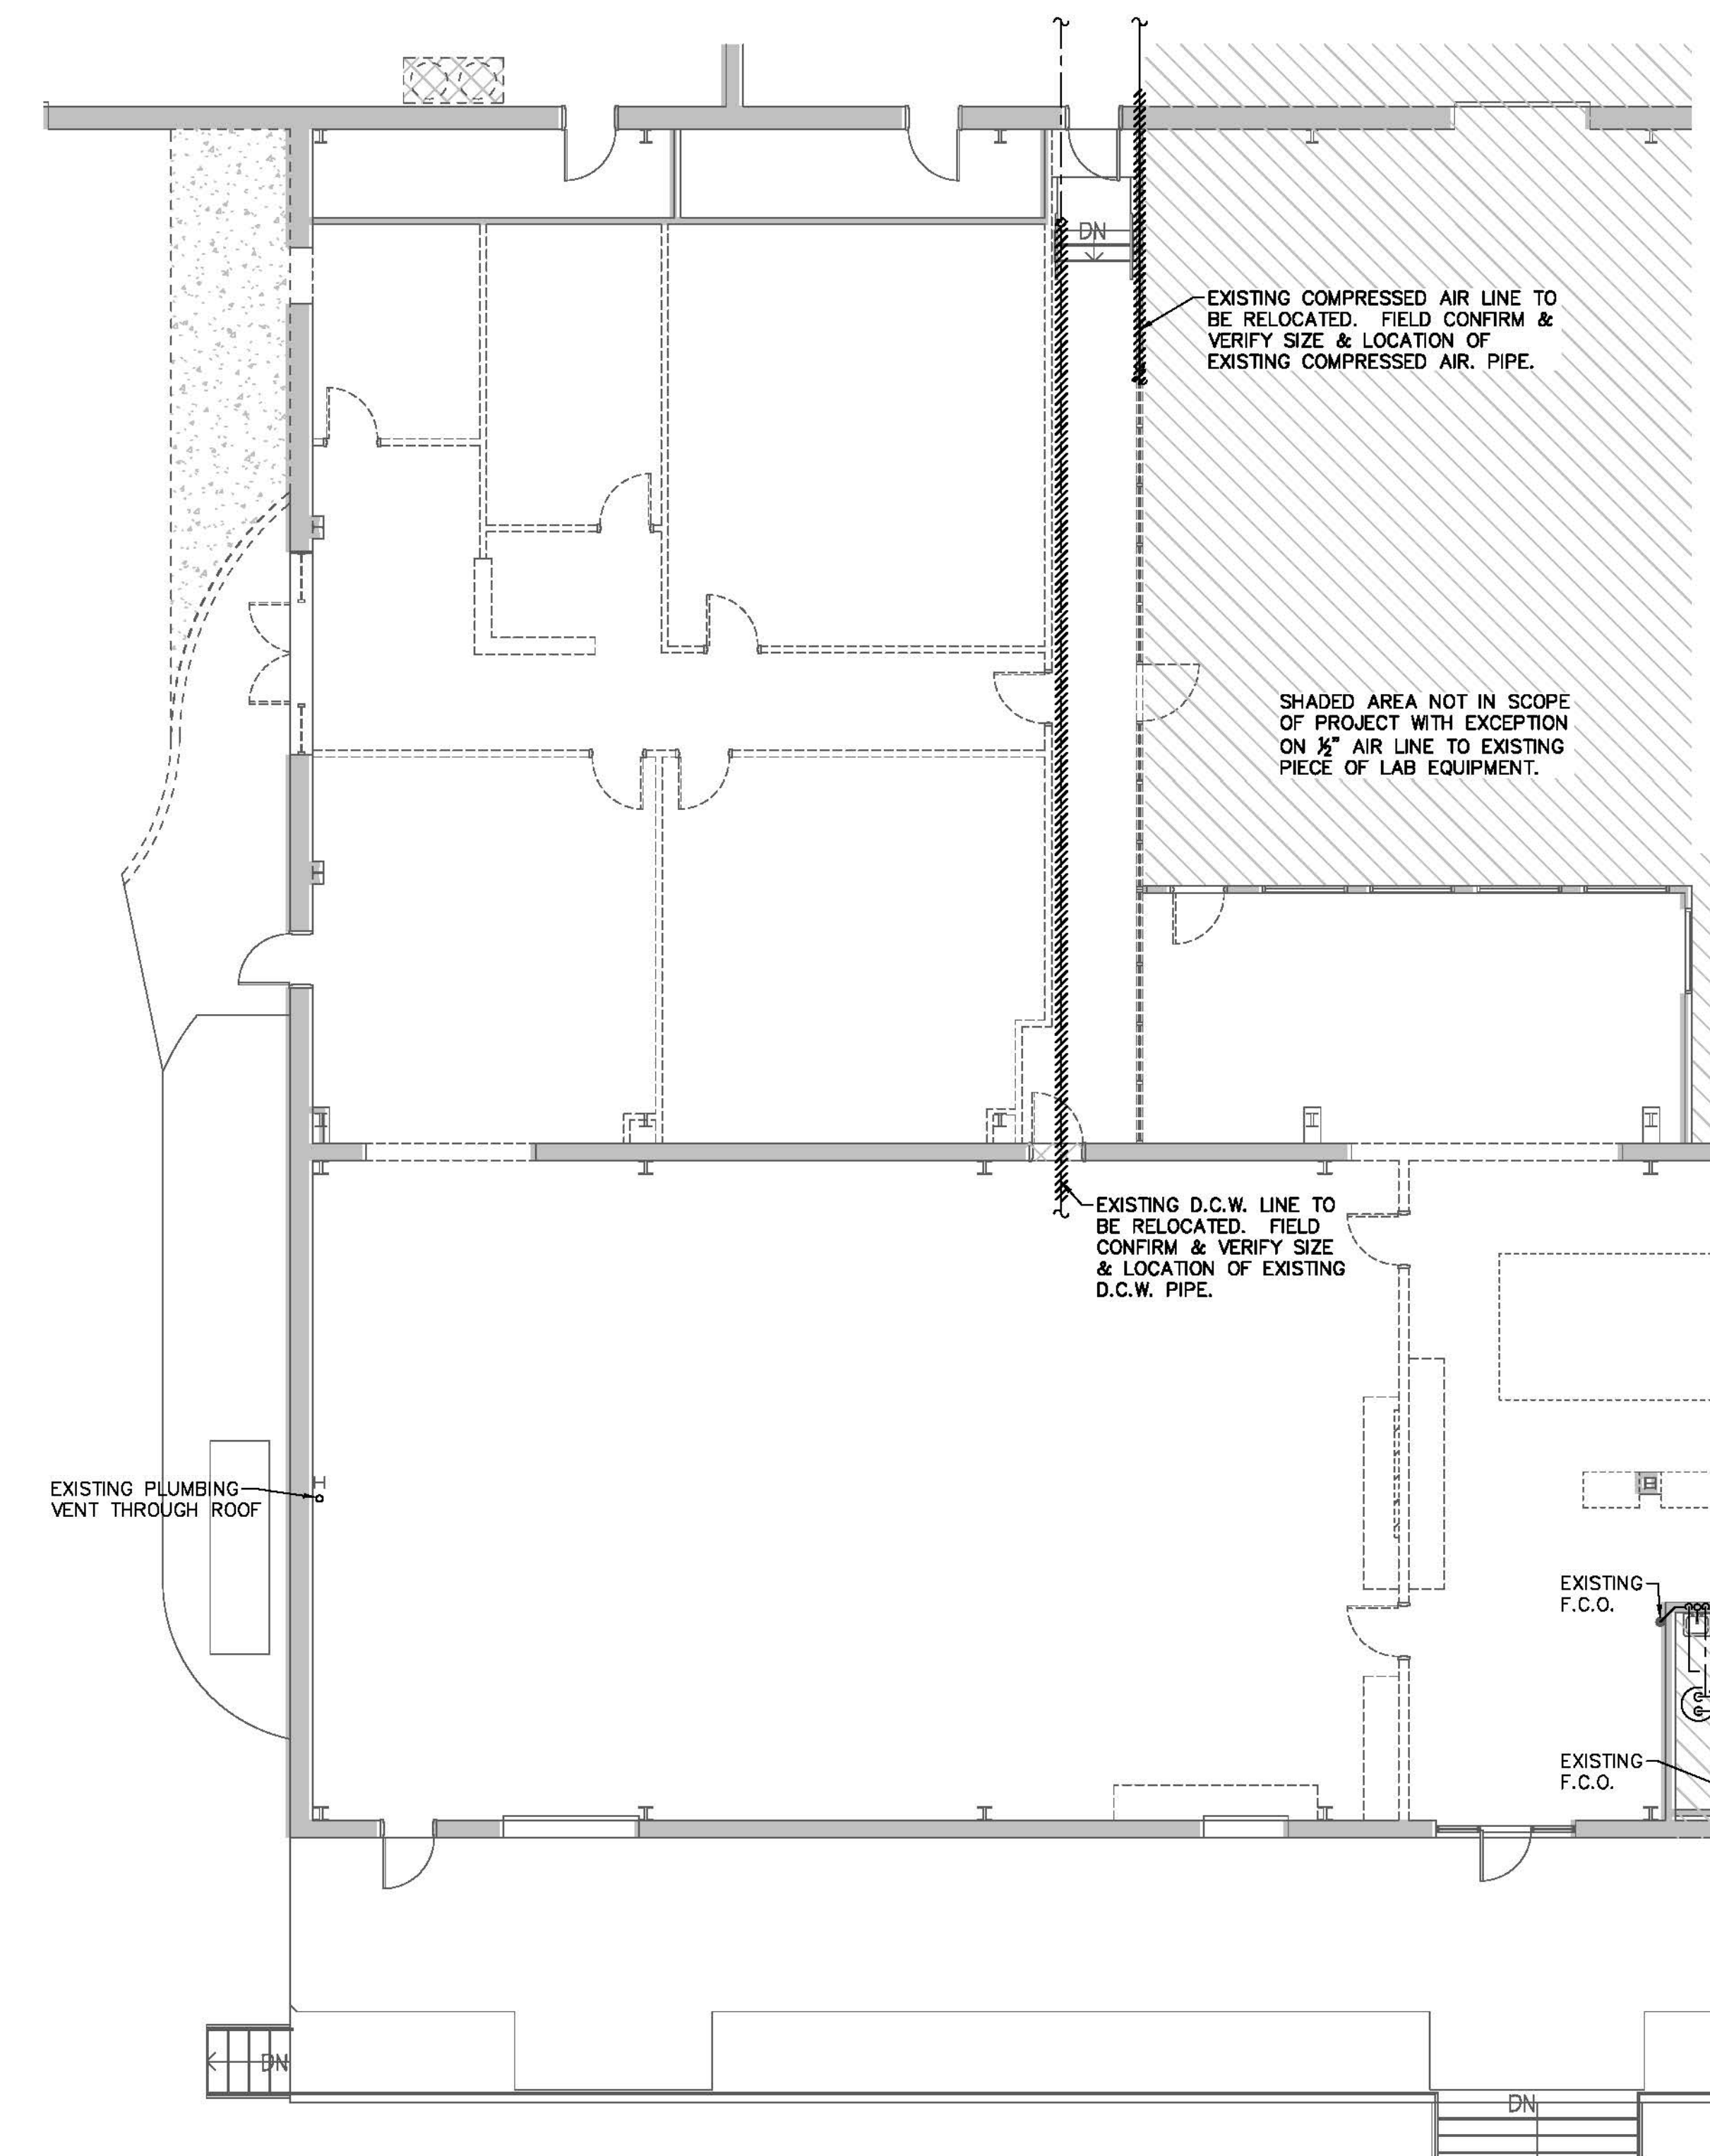 DN
EXISTING COMPRESSED AIR LINE TO
BE RELOCATED. FIELD CONFIRM &
VERIFY SIZE & LOCATION OF
EXISTING COMPRESSED AIR. PIPE.
SHADED AREA NOT IN SCOPE
OF PROJECT WITH EXCEPTION
ON ½" AIR LINE TO EXISTING
PIECE OF LAB EQUIPMENT.
EXISTING D.C.W. LINE TO
BE RELOCATED. FIELD
CONFIRM & VERIFY SIZE
& LOCATION OF EXISTING
D.C.W. PIPE.
EXISTING PLUMBING
VENT THROUGH ROOF
EXISTING
F.C.O.
EXISTING
F.C.O.
DN
DN